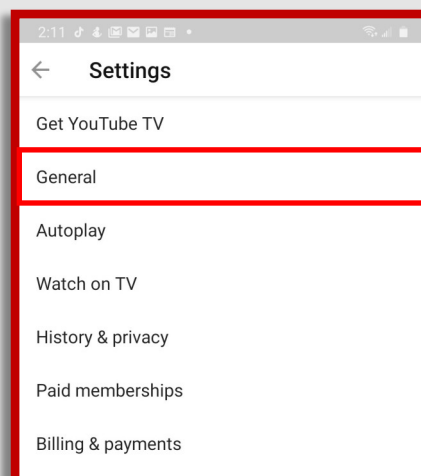 2:11
Settings
Get YouTube TV
General
Autoplay
Watch on TV
History & privacy
Paid memberships
Billing & payments